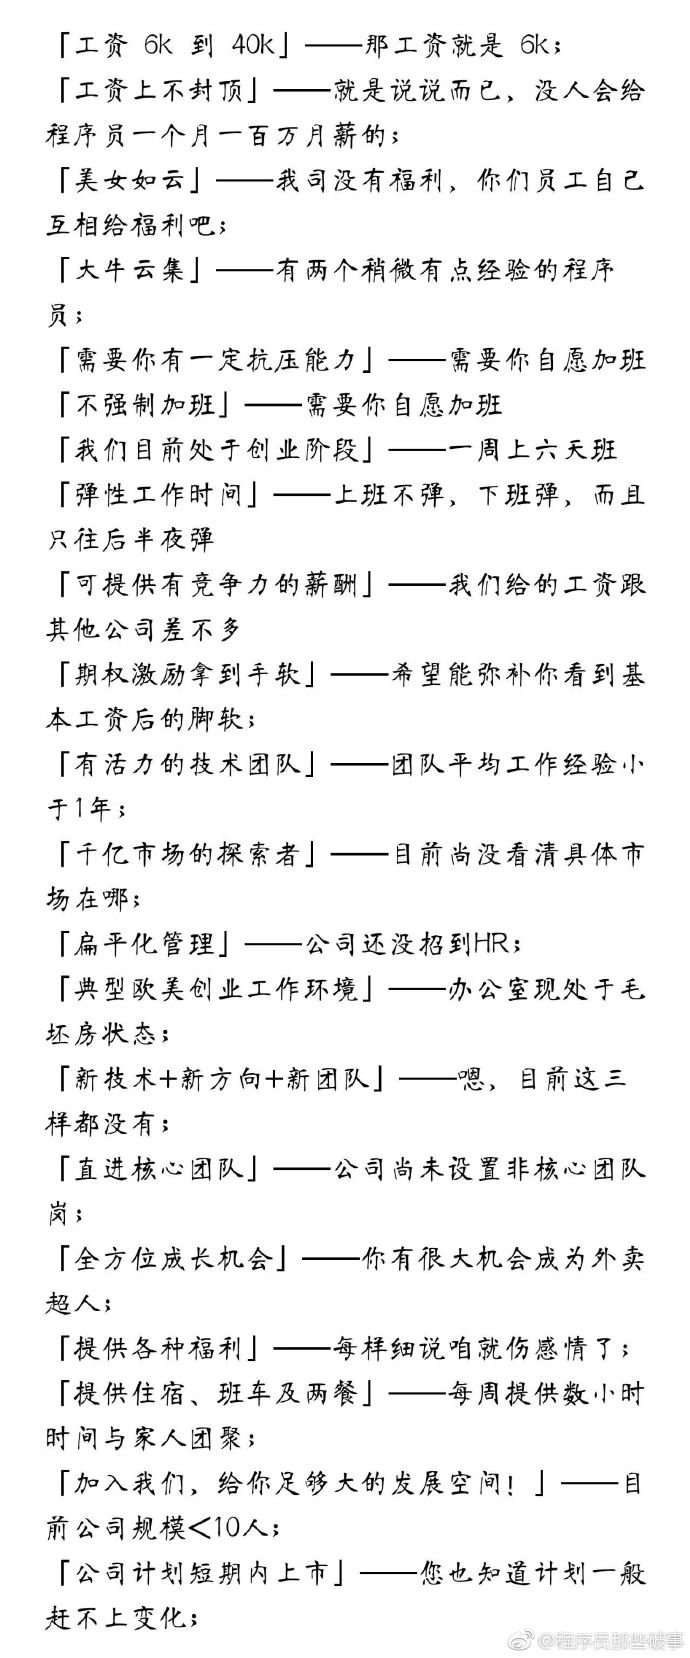 「工资 6k 到 40k」——那工资就是 6k；
「工资上不封顶」——就是说说而已，没人会给
程序员一个月一百万月薪的；
「美女如云」——我司没有福利，你们员工自己
互相给福利吧；
「大牛云集」——有两个稍微有点经验的程序
员；
「需要你有一定抗压能力」——需要你自愿加班
「不强制加班」——需要你自愿加班
「我们目前处于创业阶段」——一周上六天班
「弹性工作时间」——上班不弹，下班弹，而且
只往后半夜弹
「可提供有竞争力的薪酬」——我们给的工资跟
其他公司差不多
「期权激励拿到手软」——希望能弥补你看到基
本工资后的脚软；
「有活力的技术团队」——团队平均工作经验小
于1年；
「千亿市场的探索者」——目前尚没看清具体市
场在哪；
「扁平化管理」——公司还没招到HR；
「典型欧美创业工作环境」——办公室现处于毛
坯房状态；
「新技术+新方向+新团队」——嗯，目前这三
样都没有；
「直进核心团队」——公司尚未设置非核心团队
岗；
「全方位成长机会」——你有很大机会成为外卖
超人；
「提供各种福利」——每样细说咱就伤感情了；
「提供住宿、班车及两餐」——每周提供数小时
时间与家人团聚；
「加入我们，给你足够大的发展空间！」——目
前公司规模<10人；
「公司计划短期内上市」——您也知道计划一般
赶不上变化；
@程序员那些破事